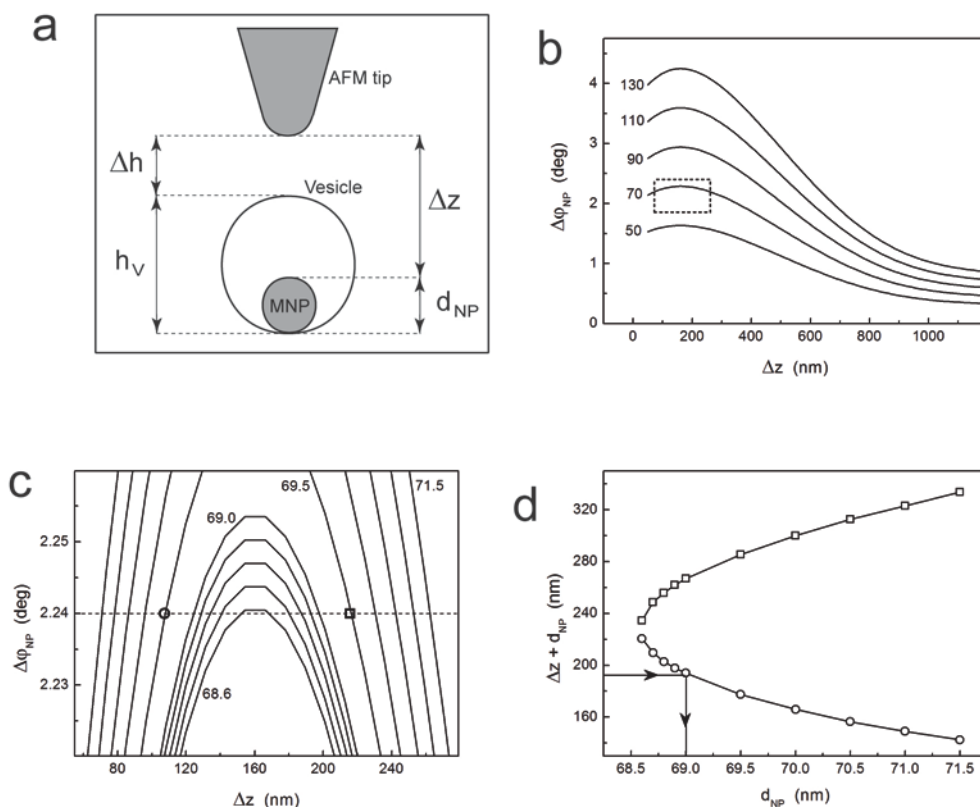 a
AFM tip
Δh
Vesicle
Δz
h_V
MNP
d_NP
b
Δφ_NP (deg)
4
3
2
1
0
130
110
90
70
50
0 200 400 600 800 1000
Δz (nm)
c
Δφ_NP (deg)
2.25
2.24
2.23
69.0
69.5
71.5
68.6
80 120 160 200 240
Δz (nm)
d
Δz + d_NP (nm)
320
280
240
200
160
68.5 69.0 69.5 70.0 70.5 71.0 71.5
d_NP (nm)